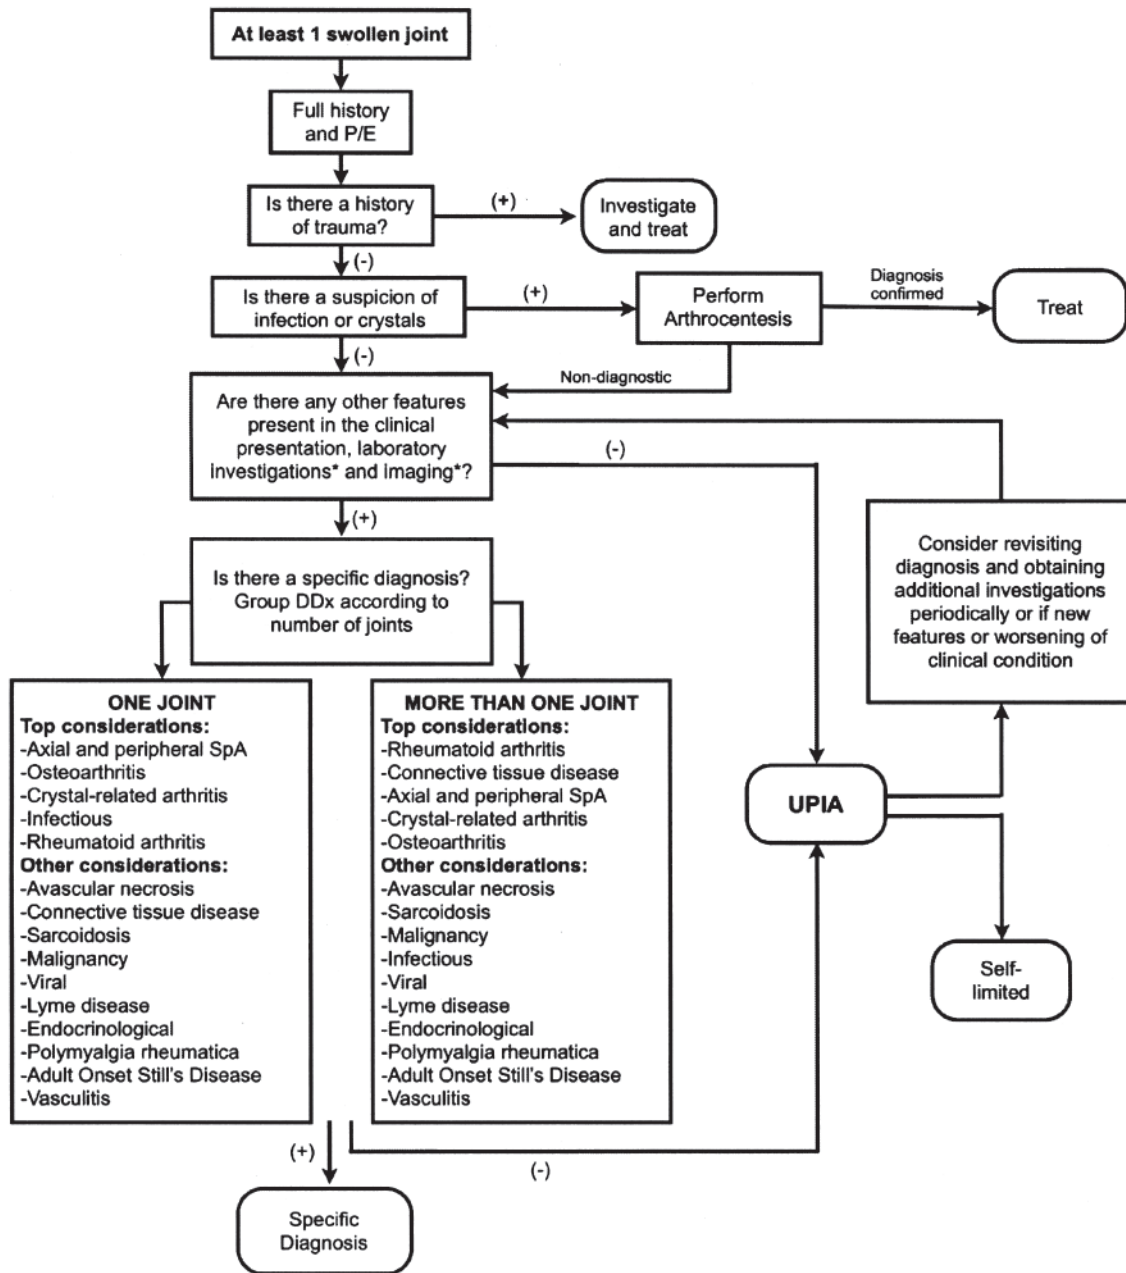 At least 1 swollen joint
Full history
and P/E
Is there a history
of trauma?
(+)
Investigate
and treat
(-)
Is there a suspicion of
infection or crystals
(+)
Perform
Arthrocentesis
Diagnosis
confirmed
Treat
(-)
Non-diagnostic
Are there any other features
present in the clinical
presentation, laboratory
investigations* and imaging*?
(-)
(+)
Consider revisiting
diagnosis and obtaining
additional investigations
periodically or if new
features or worsening of
clinical condition
Is there a specific diagnosis?
Group DDx according to
number of joints
ONE JOINT
Top considerations:
-Axial and peripheral SpA
-Osteoarthritis
-Crystal-related arthritis
-Infectious
-Rheumatoid arthritis
Other considerations:
-Avascular necrosis
-Connective tissue disease
-Sarcoidosis
-Malignancy
-Viral
-Lyme disease
-Endocrinological
-Polymyalgia rheumatica
-Adult Onset Still's Disease
-Vasculitis
MORE THAN ONE JOINT
Top considerations:
-Rheumatoid arthritis
-Connective tissue disease
-Axial and peripheral SpA
-Crystal-related arthritis
-Osteoarthritis
Other considerations:
-Avascular necrosis
-Sarcoidosis
-Malignancy
-Infectious
-Viral
-Lyme disease
-Endocrinological
-Polymyalgia rheumatica
-Adult Onset Still's Disease
-Vasculitis
UPIA
Self-
limited
(+)
(-)
Specific
Diagnosis